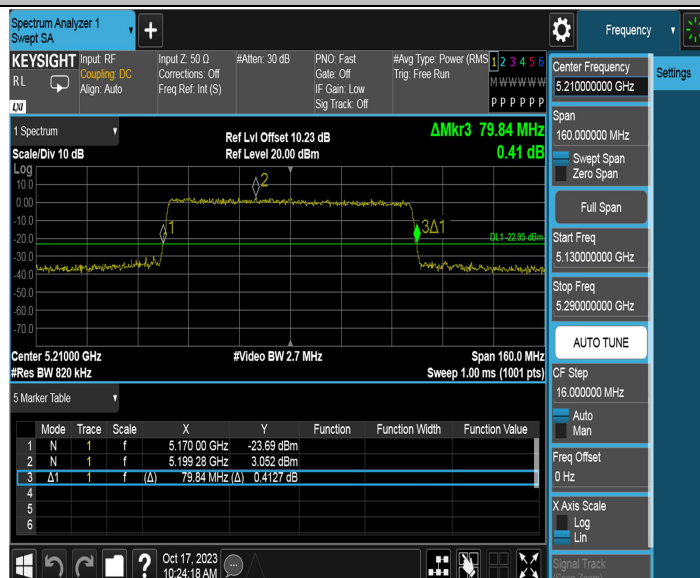 Spectrum Analyzer 1
Swept SA
+
Frequency
KEYSIGHT
RL
LXI
Input: RF
Coupling: DC
Align: Auto
Input Z: 50 Ω
Corrections: Off
Freq Ref: Int (S)
#Atten: 30 dB
PNO: Fast
Gate: Off
IF Gain: Low
Sig Track: Off
#Avg Type: Power (RMS
Trig: Free Run
1 2 3 4 5 6
M W W W W W
P P P P P P
Settings
Center Frequency
5.210000000 GHz
Span
160.000000 MHz
Swept Span
Zero Span
Full Span
Start Freq
5.130000000 GHz
Stop Freq
5.290000000 GHz
AUTO TUNE
CF Step
16.000000 MHz
Auto
Man
Freq Offset
0 Hz
X Axis Scale
Log
Lin
Signal Track
1 Spectrum
Scale/Div 10 dB
Ref Lvl Offset 10.23 dB
Ref Level 20.00 dBm
ΔMkr3 79.84 MHz
0.41 dB
Log
10.0
0.00
-10.0
-20.0
-30.0
-40.0
-50.0
-60.0
-70.0
1
2
3Δ1
DL1 -22.95 dBm
Center 5.21000 GHz
#Video BW 2.7 MHz
Span 160.0 MHz
#Res BW 820 kHz
Sweep 1.00 ms (1001 pts)
5 Marker Table
Mode Trace Scale X Y Function Function Width Function Value
1 N 1 f 5.170 00 GHz -23.69 dBm
2 N 1 f 5.199 28 GHz 3.052 dBm
3 Δ1 1 f (Δ) 79.84 MHz (Δ) 0.4127 dB
4
5
6
?
Oct 17, 2023
10:24:18 AM